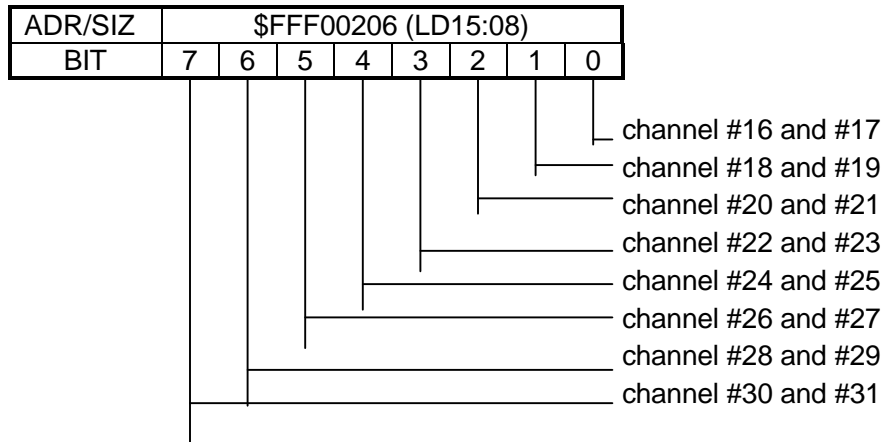 ADR/SIZ $FFF00206 (LD15:08)
BIT 7 6 5 4 3 2 1 0
channel #16 and #17
channel #18 and #19
channel #20 and #21
channel #22 and #23
channel #24 and #25
channel #26 and #27
channel #28 and #29
channel #30 and #31